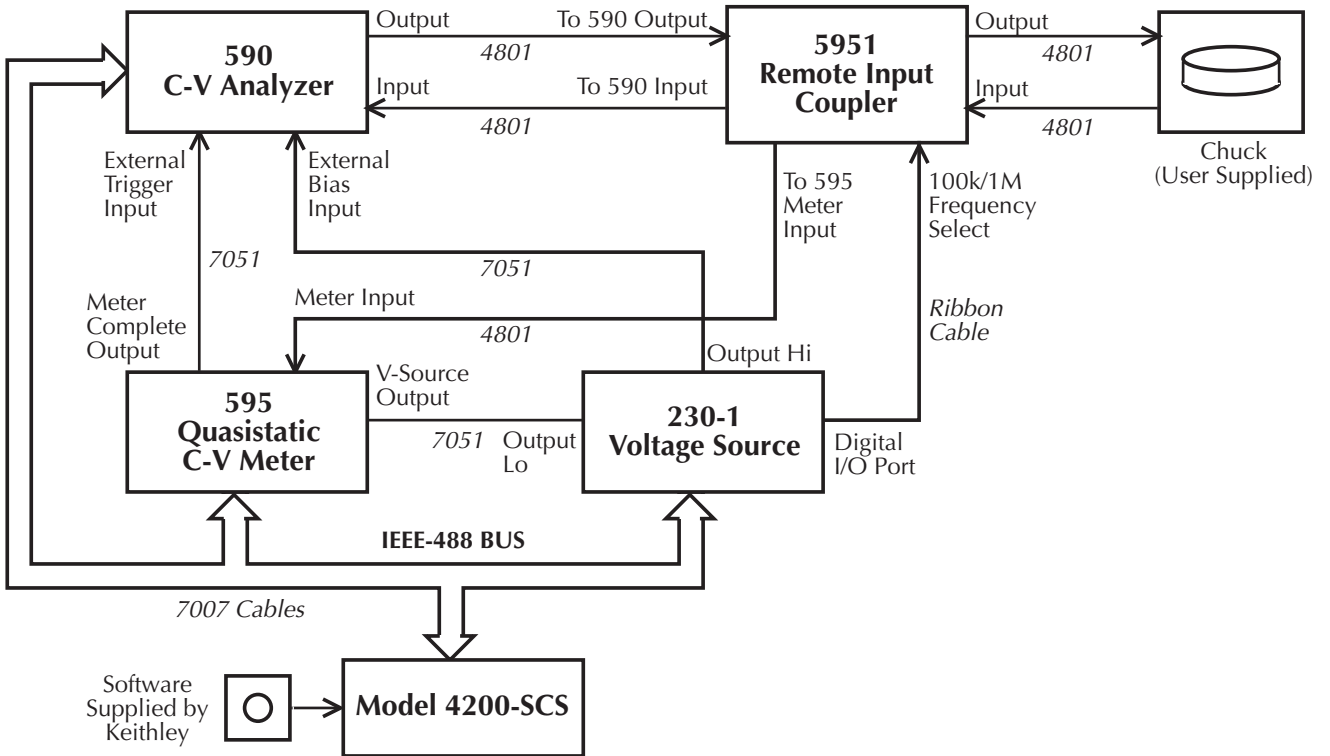 Output
To 590 Output
Output
590
C-V Analyzer
4801
5951
Remote Input
Coupler
4801
Input
To 590 Input
Input
4801
4801
External
Trigger
Input
External
Bias
Input
To 595
Meter
Input
100k/1M
Frequency
Select
Chuck
(User Supplied)
7051
7051
Meter
Complete
Output
Meter Input
4801
Ribbon
Cable
Output Hi
595
Quasistatic
C-V Meter
V-Source
Output
7051
Output
Lo
230-1
Voltage Source
Digital
I/O Port
IEEE-488 BUS
7007 Cables
Software
Supplied by
Keithley
Model 4200-SCS